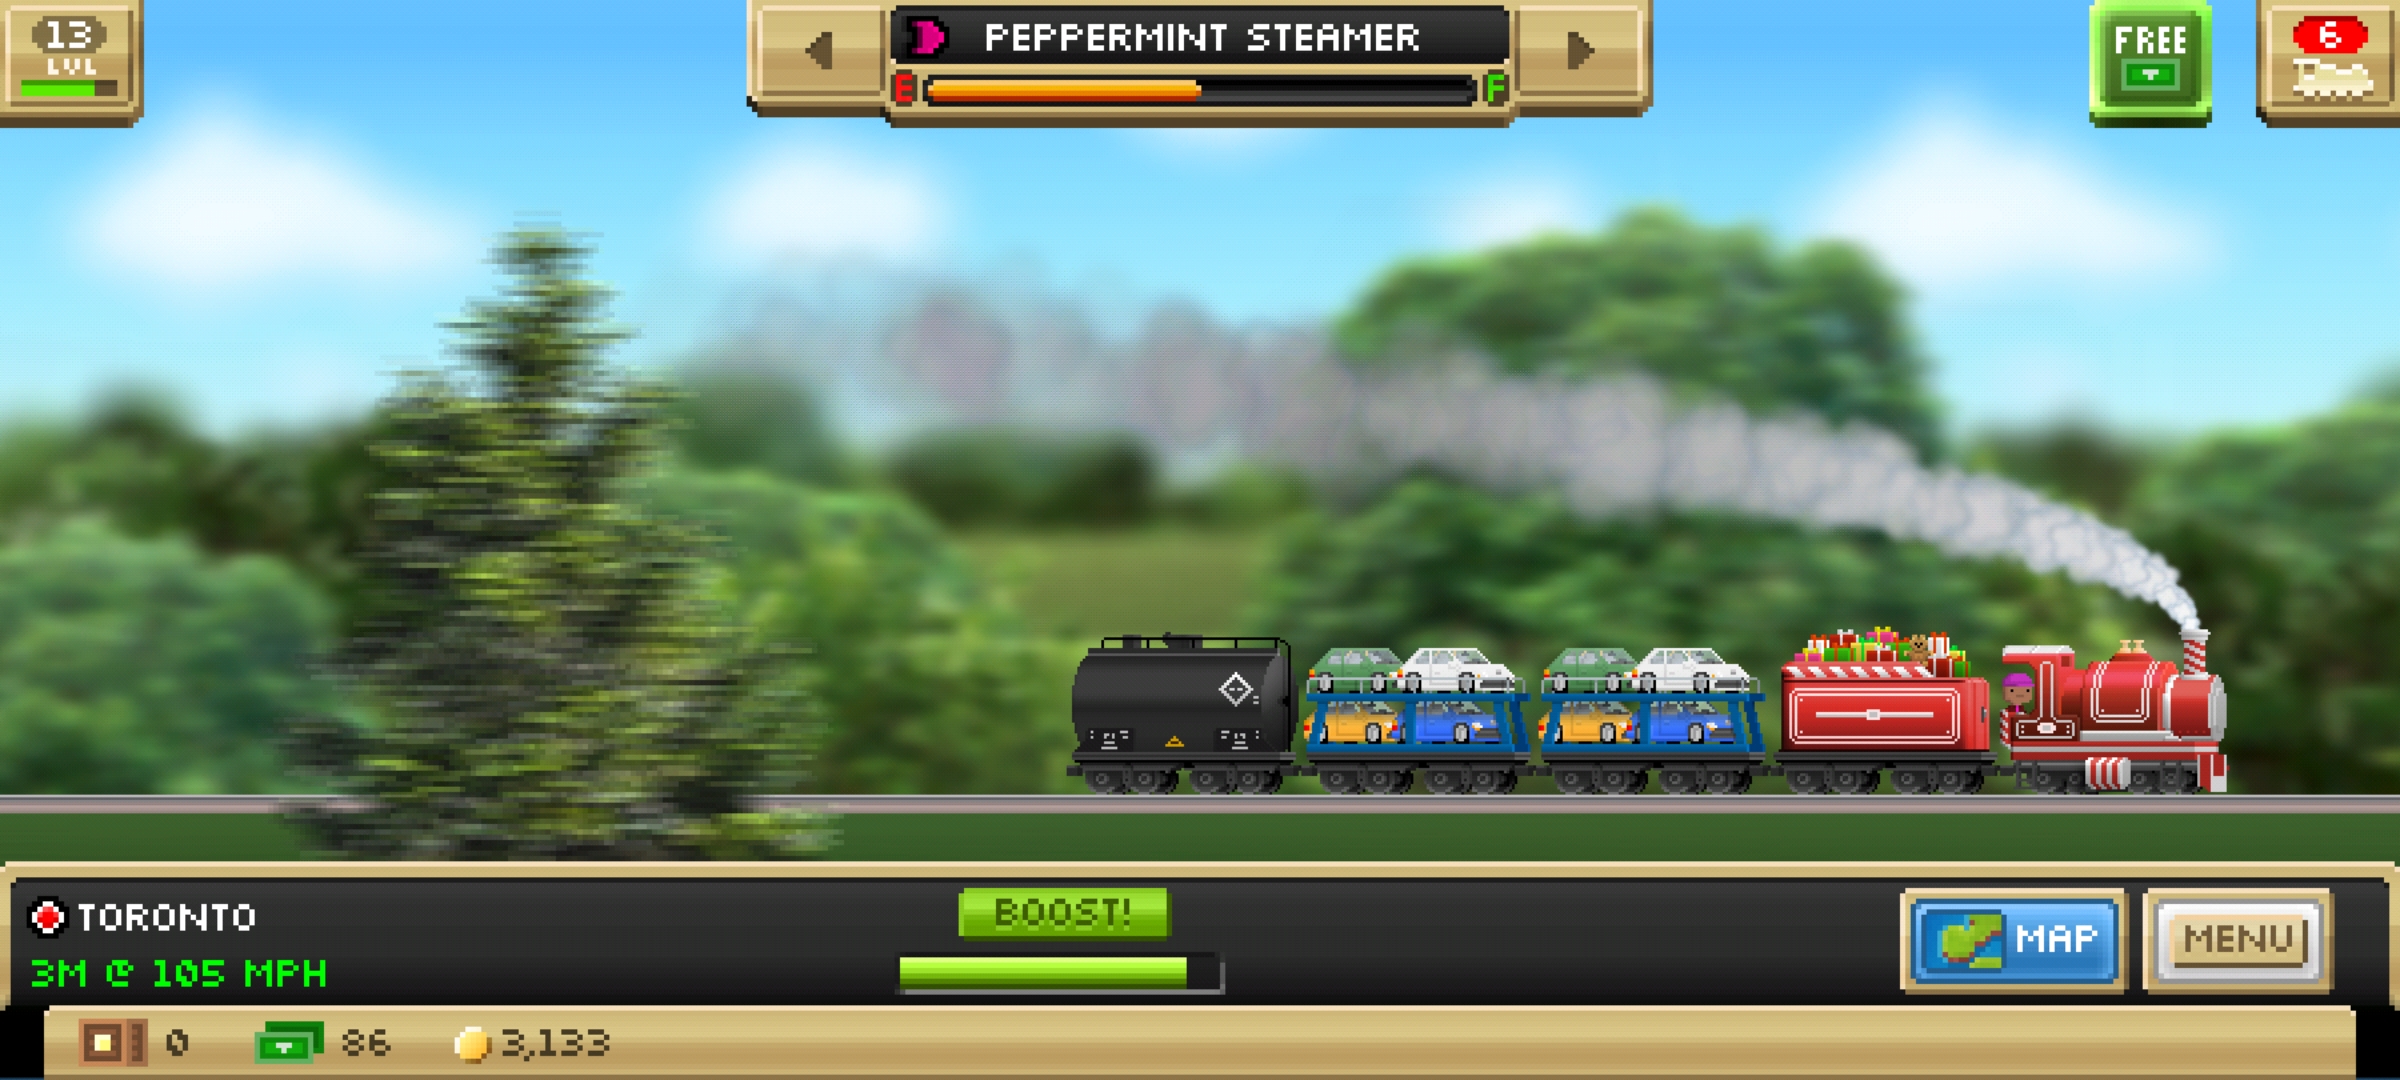 13
LVL
PEPPERMINT STEAMER
E F
FREE
6
TORONTO
3M @ 105 MPH
BOOST!
MAP
MENU
0 86 3,133